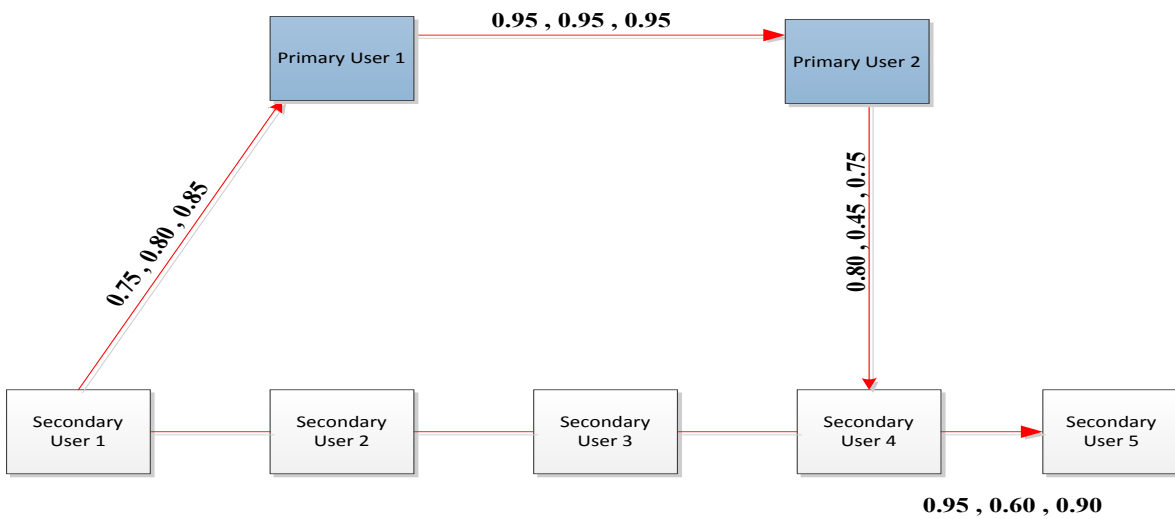 0.95 , 0.95 , 0.95
Primary User 1
Primary User 2
0.75 , 0.80 , 0.85
0.80 , 0.45 , 0.75
Secondary
User 1
Secondary
User 2
Secondary
User 3
Secondary
User 4
Secondary
User 5
0.95 , 0.60 , 0.90